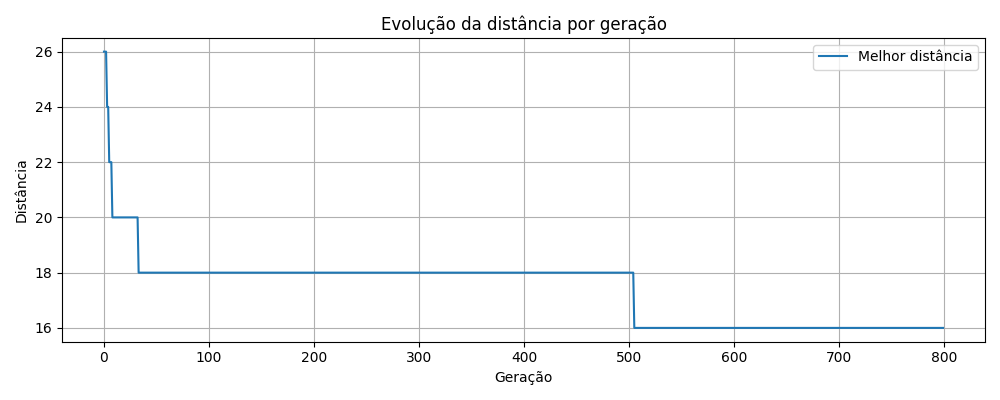 Evolução da distância por geração
Melhor distância
Distância
26
24
22
20
18
16
0 100 200 300 400 500 600 700 800
Geração